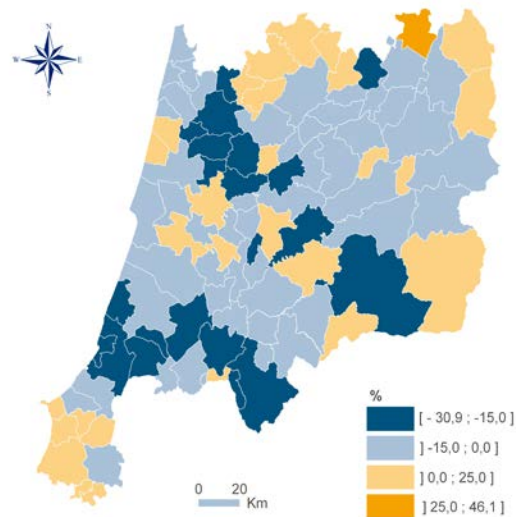 N
W E
S
%
[ - 30,9 ; -15,0 ]
] -15,0 ; 0,0 ]
] 0,0 ; 25,0 ]
] 25,0 ; 46,1 ]
0 20
Km